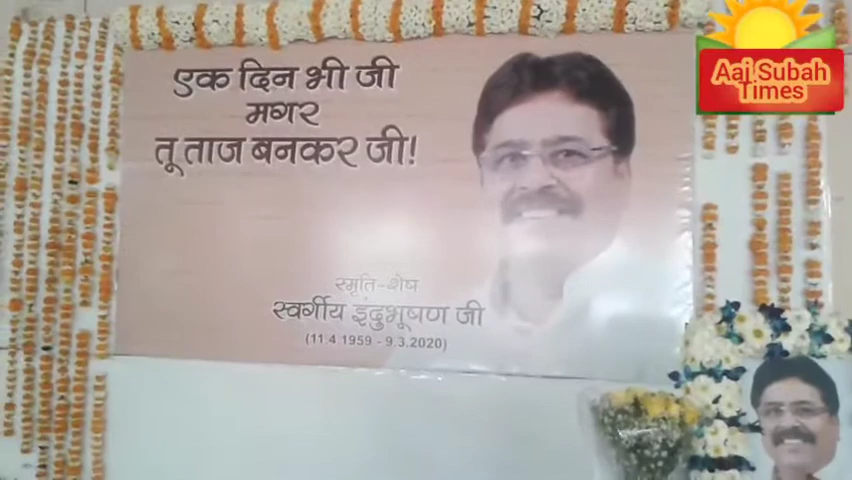 एक दिन भी जी
मगर
तू ताज बनकर जी!
स्मृति-शेष
स्वर्गीय इंदुभूषण जी
(11.4.1959 - 9.3.2020)
Aaj Subah
Times